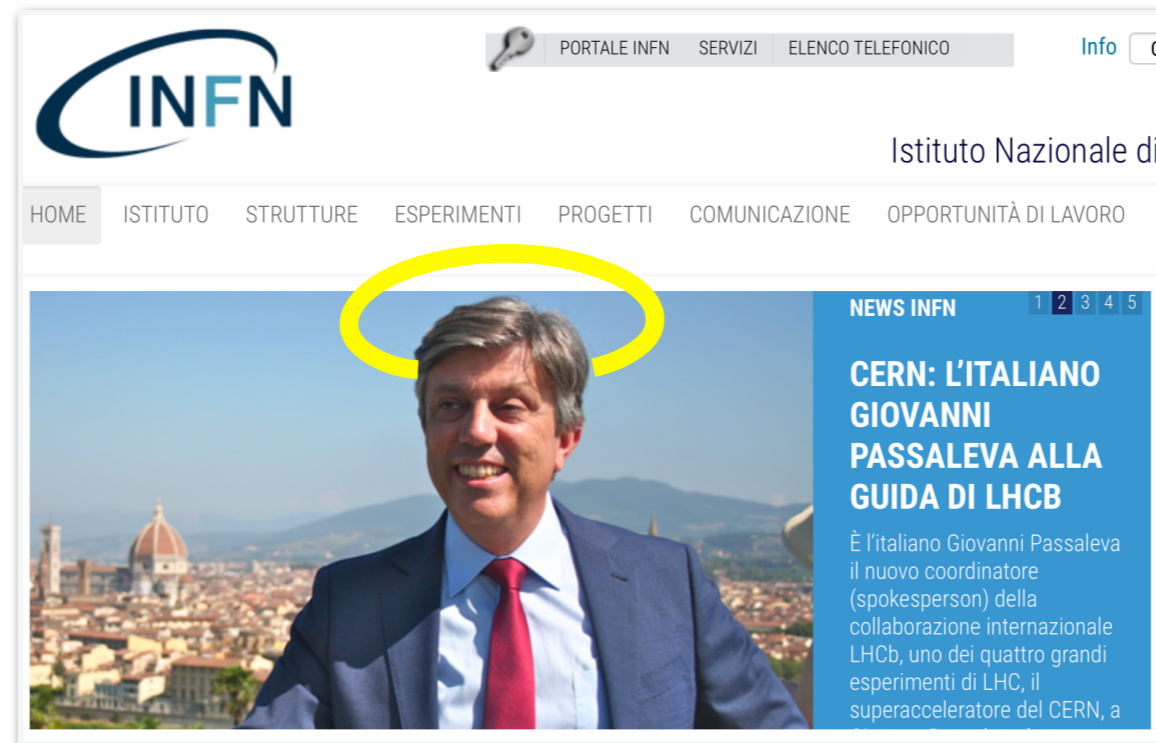 INFN
PORTALE INFN SERVIZI ELENCO TELEFONICO
Info
Istituto Nazionale di
HOME ISTITUTO STRUTTURE ESPERIMENTI PROGETTI COMUNICAZIONE OPPORTUNITÀ DI LAVORO
NEWS INFN 1 2 3 4 5
CERN: L'ITALIANO
GIOVANNI
PASSALEVA ALLA
GUIDA DI LHCB
È l'italiano Giovanni Passaleva
il nuovo coordinatore
(spokesperson) della
collaborazione internazionale
LHCb, uno dei quattro grandi
esperimenti di LHC, il
superacceleratore del CERN, a